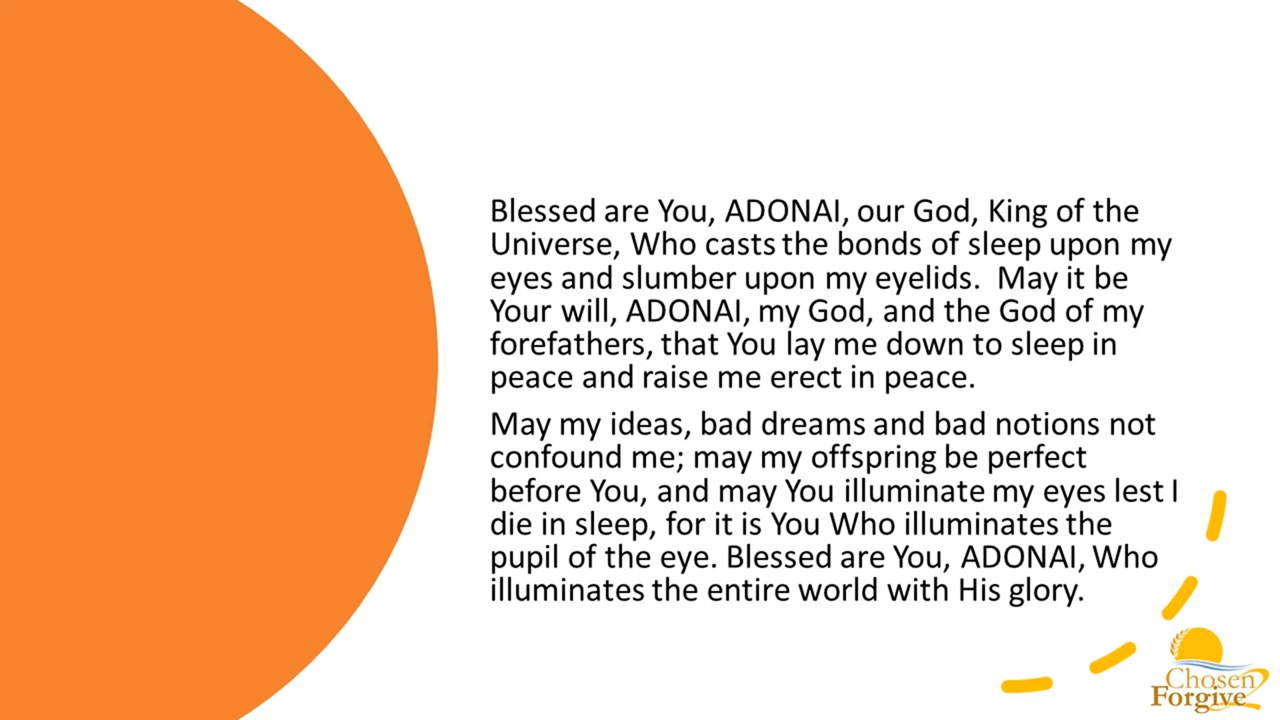 Blessed are You, ADONAI, our God, King of the
Universe, Who casts the bonds of sleep upon my
eyes and slumber upon my eyelids.  May it be
Your will, ADONAI, my God, and the God of my
forefathers, that You lay me down to sleep in
peace and raise me erect in peace.
May my ideas, bad dreams and bad notions not
confound me; may my offspring be perfect
before You, and may You illuminate my eyes lest I
die in sleep, for it is You Who illuminates the
pupil of the eye. Blessed are You, ADONAI, Who
illuminates the entire world with His glory.
Chosen 2
Forgive